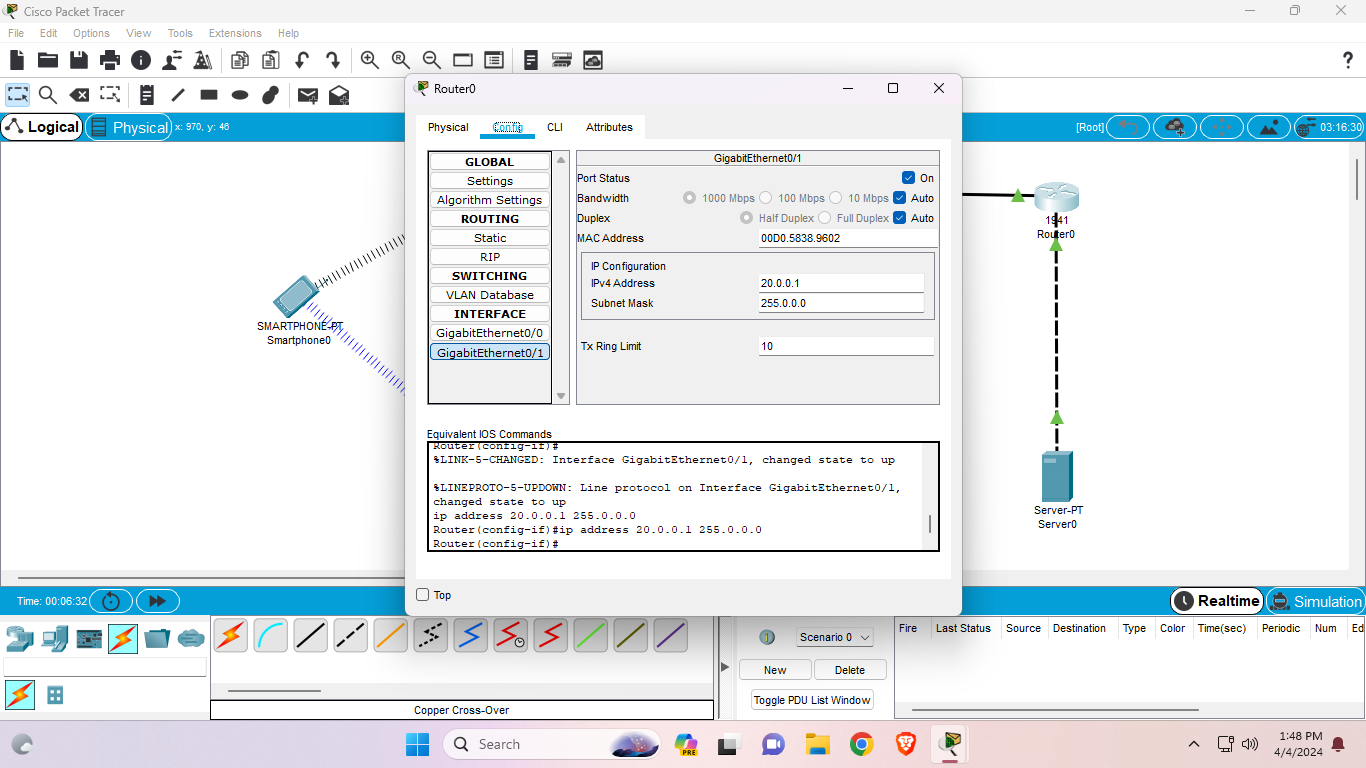 Cisco Packet Tracer
File Edit Options View Tools Extensions Help
Logical
Physical
x: 970, y: 46
[Root]
03:16:30
Router0
Physical Config CLI Attributes
GLOBAL
Settings
Algorithm Settings
ROUTING
Static
RIP
SWITCHING
VLAN Database
INTERFACE
GigabitEthernet0/0
GigabitEthernet0/1
GigabitEthernet0/1
Port Status On
Bandwidth 1000 Mbps 100 Mbps 10 Mbps Auto
Duplex Half Duplex Full Duplex Auto
MAC Address 00D0.5838.9602
IP Configuration
IPv4 Address 20.0.0.1
Subnet Mask 255.0.0.0
Tx Ring Limit 10
Equivalent IOS Commands
Router(config-if)#
%LINK-5-CHANGED: Interface GigabitEthernet0/1, changed state to up
%LINEPROTO-5-UPDOWN: Line protocol on Interface GigabitEthernet0/1,
changed state to up
ip address 20.0.0.1 255.0.0.0
Router(config-if)#ip address 20.0.0.1 255.0.0.0
Router(config-if)#
Top
SMARTPHONE-PT
Smartphone0
1941
Router0
Server-PT
Server0
Time: 00:06:32
Realtime
Simulation
Scenario 0
New
Delete
Toggle PDU List Window
Fire Last Status Source Destination Type Color Time(sec) Periodic Num Ed
Copper Cross-Over
Search
PRE
1:48 PM
4/4/2024